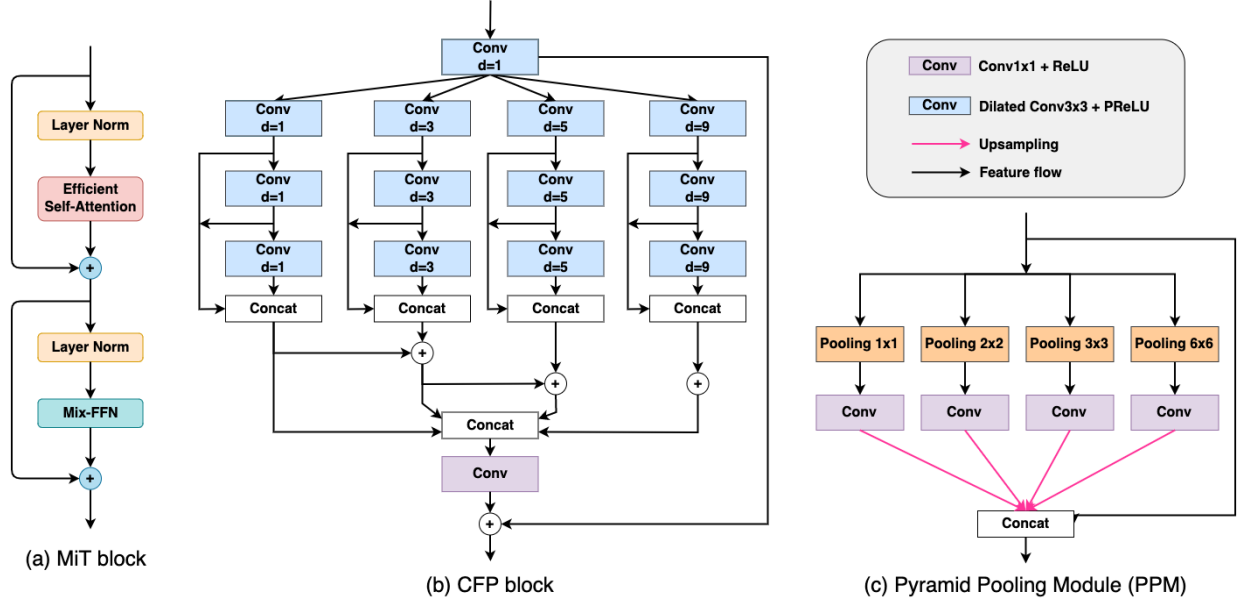 Layer Norm
Efficient
Self-Attention
+
Layer Norm
Mix-FFN
+
(a) MiT block
Conv
d=1
Conv
d=1
Conv
d=3
Conv
d=5
Conv
d=9
Conv
d=1
Conv
d=3
Conv
d=5
Conv
d=9
Conv
d=1
Conv
d=3
Conv
d=5
Conv
d=9
Concat
Concat
Concat
Concat
+
+
+
Concat
Conv
+
(b) CFP block
Conv
Conv1x1 + ReLU
Conv
Dilated Conv3x3 + PReLU
Upsampling
Feature flow
Pooling 1x1
Pooling 2x2
Pooling 3x3
Pooling 6x6
Conv
Conv
Conv
Conv
Concat
(c) Pyramid Pooling Module (PPM)